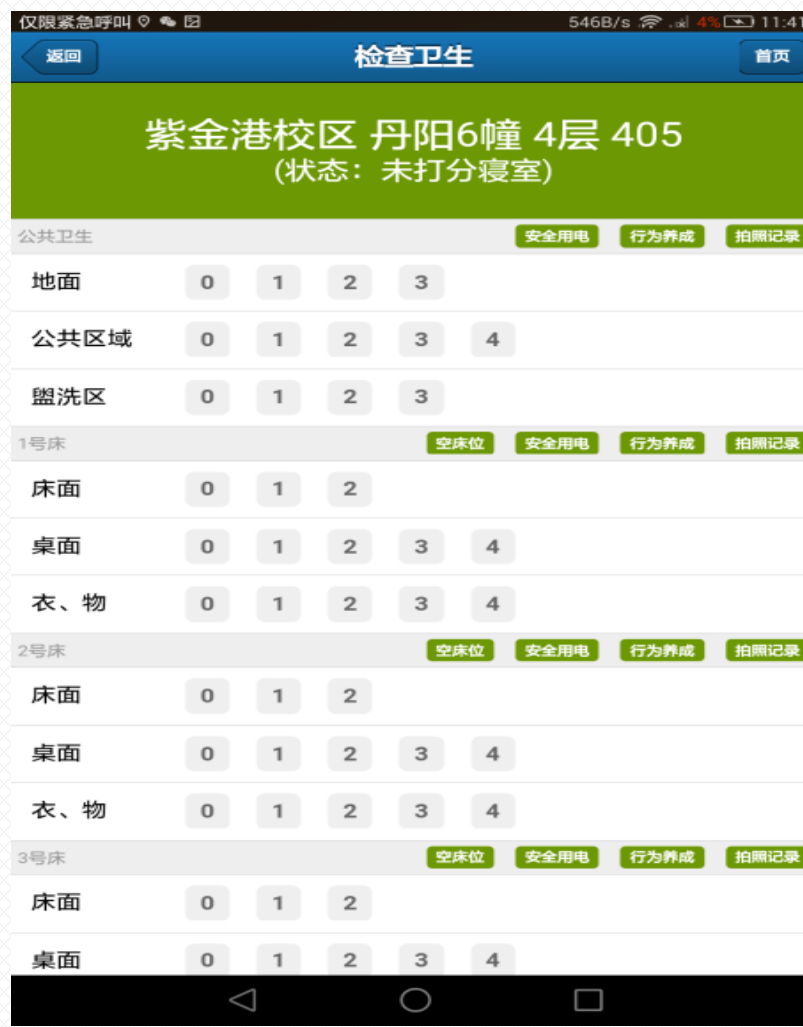 仅限紧急呼叫 546B/s 4% 11:41
返回 检查卫生 首页
紫金港校区 丹阳6幢 4层 405
(状态：未打分寝室)
公共卫生 安全用电 行为养成 拍照记录
地面 0 1 2 3
公共区域 0 1 2 3 4
盥洗区 0 1 2 3
1号床 空床位 安全用电 行为养成 拍照记录
床面 0 1 2
桌面 0 1 2 3 4
衣、物 0 1 2 3 4
2号床 空床位 安全用电 行为养成 拍照记录
床面 0 1 2
桌面 0 1 2 3 4
衣、物 0 1 2 3 4
3号床 空床位 安全用电 行为养成 拍照记录
床面 0 1 2
桌面 0 1 2 3 4